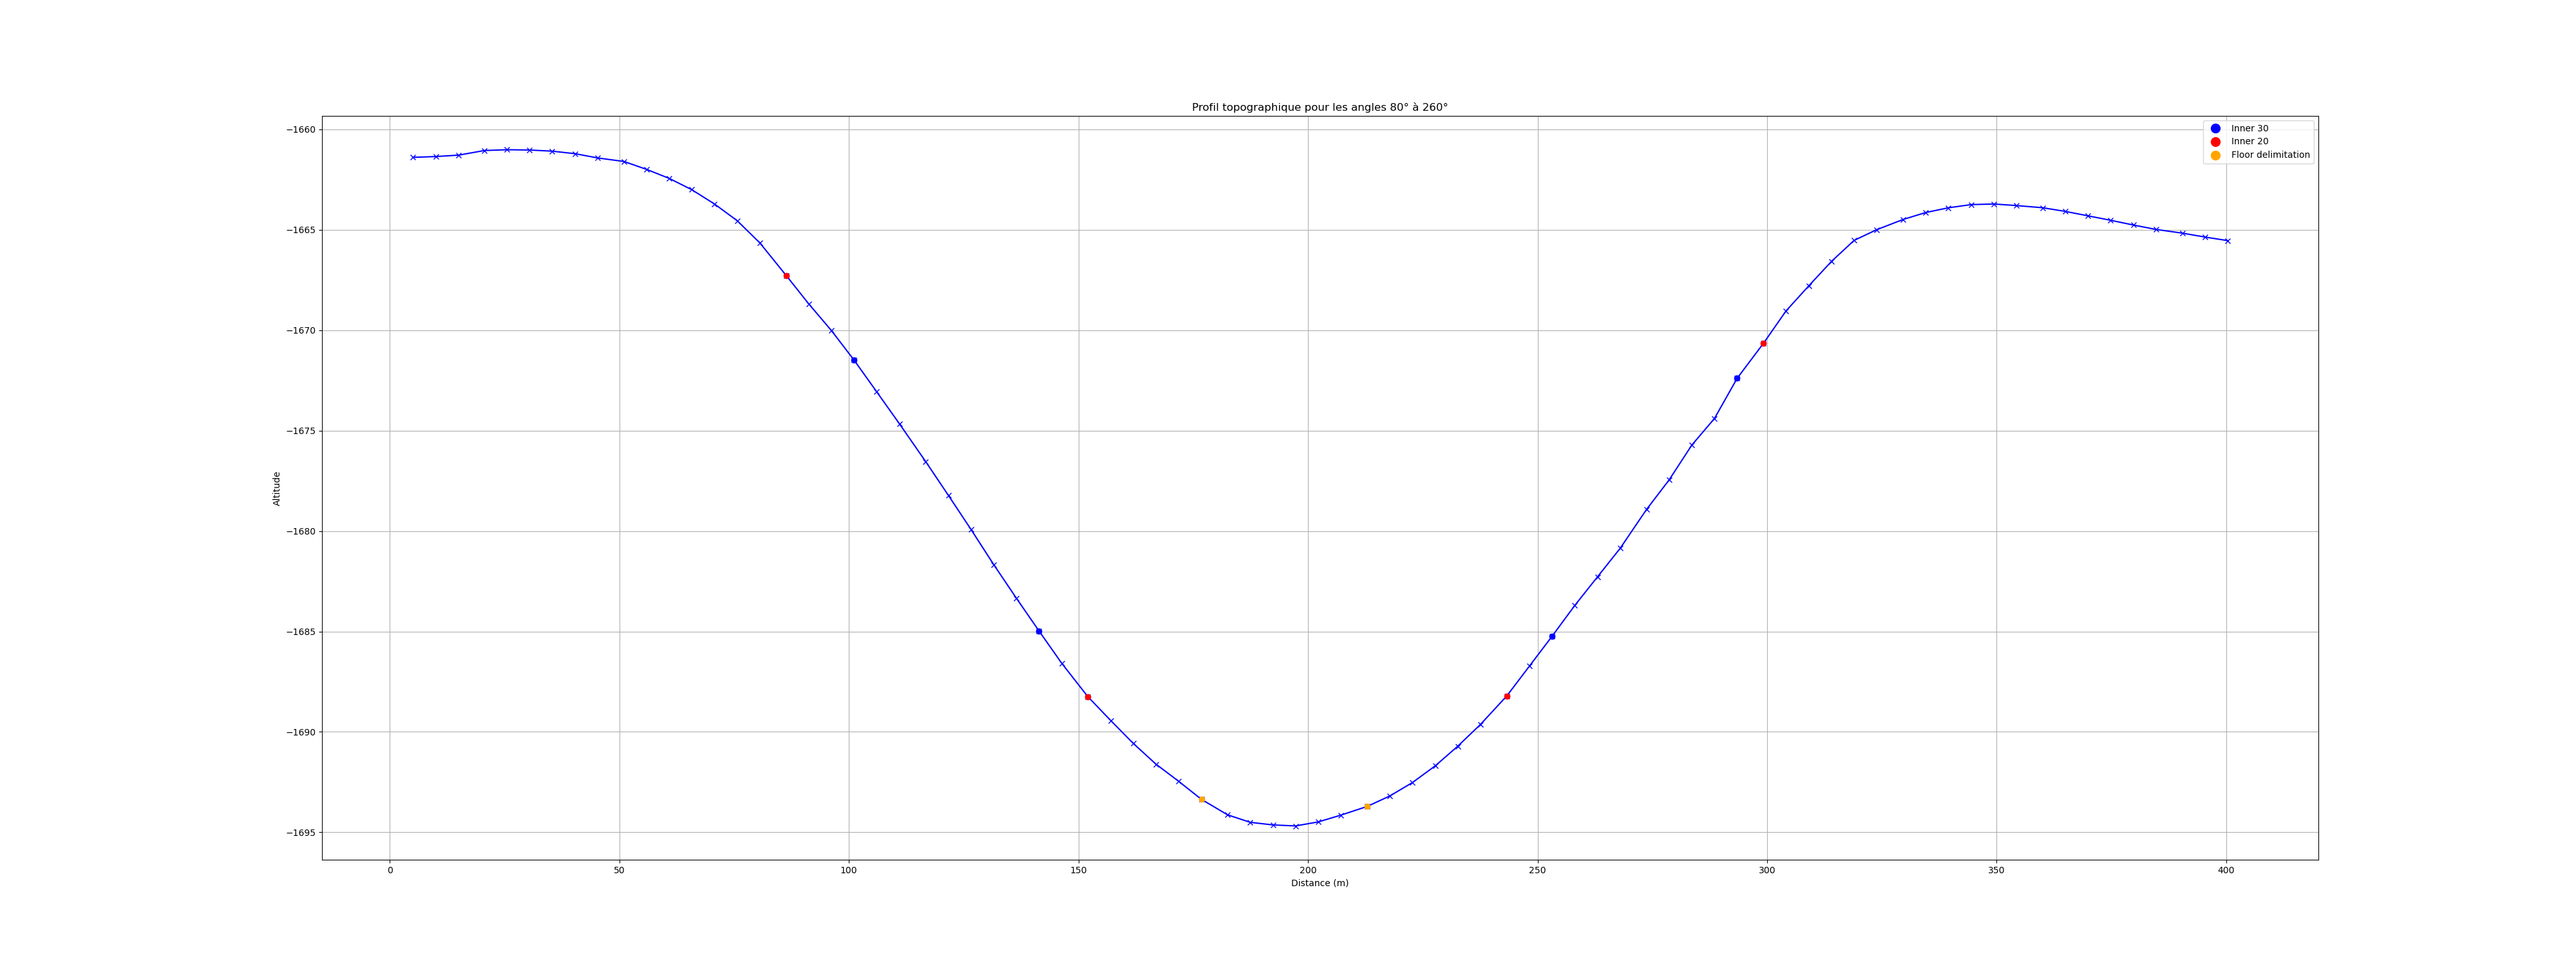 Profil topographique pour les angles 80° à 260°
Inner 30
Inner 20
Floor delimitation
Altitude
−1660
−1665
−1670
−1675
−1680
−1685
−1690
−1695
0 50 100 150 200 250 300 350 400
Distance (m)